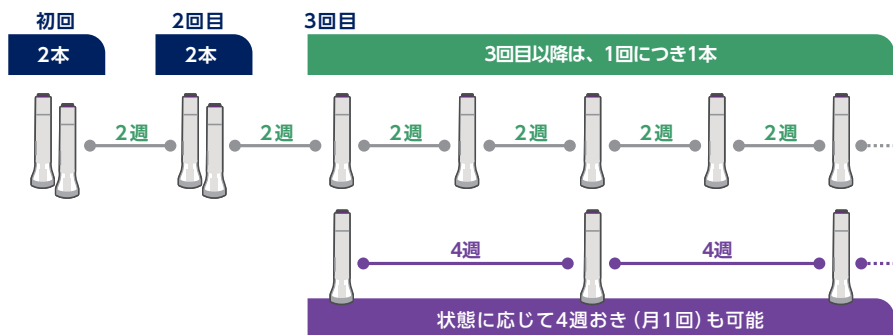 初回
2回目
3回目
2本
2本
3回目以降は、1回につき1本
2週
2週
2週
2週
2週
2週
4週
4週
状態に応じて4週おき（月1回）も可能